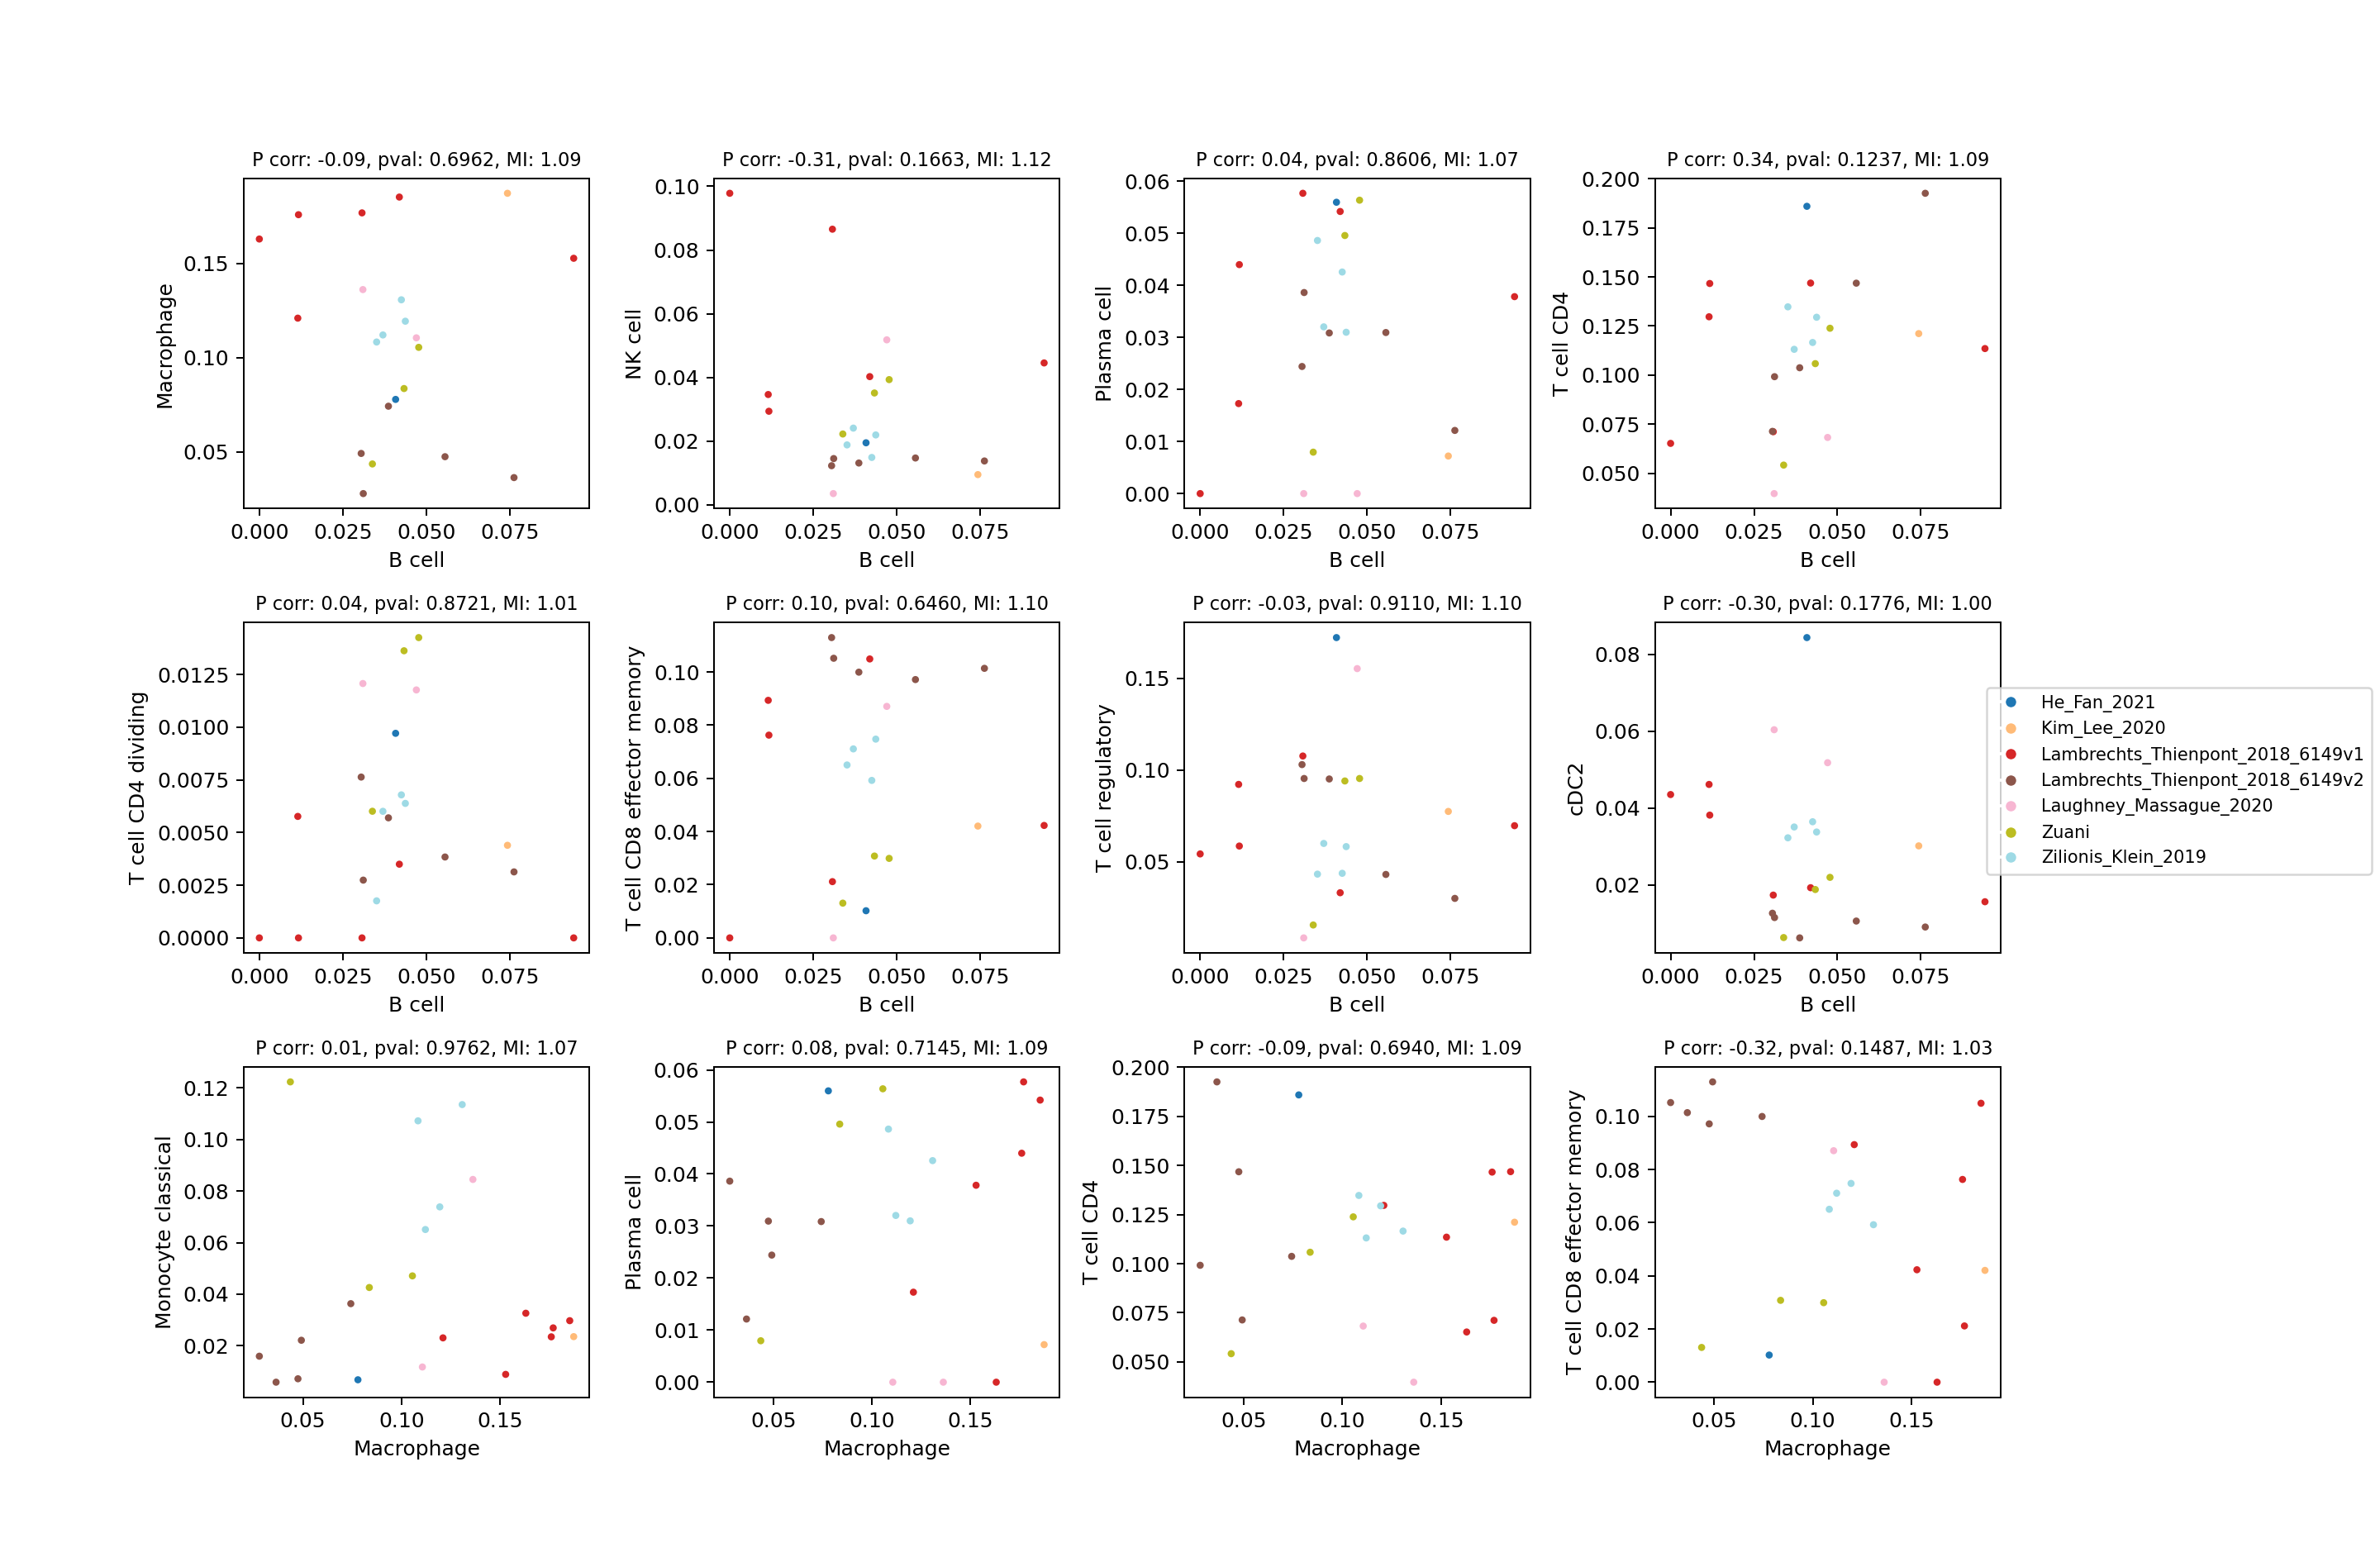 P corr: -0.09, pval: 0.6962, MI: 1.09
P corr: -0.31, pval: 0.1663, MI: 1.12
P corr: 0.04, pval: 0.8606, MI: 1.07
P corr: 0.34, pval: 0.1237, MI: 1.09
Macrophage
0.15
0.10
0.05
0.000 0.025 0.050 0.075
B cell
NK cell
0.10
0.08
0.06
0.04
0.02
0.00
0.000 0.025 0.050 0.075
B cell
Plasma cell
0.06
0.05
0.04
0.03
0.02
0.01
0.00
0.000 0.025 0.050 0.075
B cell
T cell CD4
0.200
0.175
0.150
0.125
0.100
0.075
0.050
0.000 0.025 0.050 0.075
B cell
P corr: 0.04, pval: 0.8721, MI: 1.01
P corr: 0.10, pval: 0.6460, MI: 1.10
P corr: -0.03, pval: 0.9110, MI: 1.10
P corr: -0.30, pval: 0.1776, MI: 1.00
T cell CD4 dividing
0.0125
0.0100
0.0075
0.0050
0.0025
0.0000
0.000 0.025 0.050 0.075
B cell
T cell CD8 effector memory
0.10
0.08
0.06
0.04
0.02
0.00
0.000 0.025 0.050 0.075
B cell
T cell regulatory
0.15
0.10
0.05
0.000 0.025 0.050 0.075
B cell
cDC2
0.08
0.06
0.04
0.02
0.000 0.025 0.050 0.075
B cell
He_Fan_2021
Kim_Lee_2020
Lambrechts_Thienpont_2018_6149v1
Lambrechts_Thienpont_2018_6149v2
Laughney_Massague_2020
Zuani
Zilionis_Klein_2019
P corr: 0.01, pval: 0.9762, MI: 1.07
P corr: 0.08, pval: 0.7145, MI: 1.09
P corr: -0.09, pval: 0.6940, MI: 1.09
P corr: -0.32, pval: 0.1487, MI: 1.03
Monocyte classical
0.12
0.10
0.08
0.06
0.04
0.02
0.05 0.10 0.15
Macrophage
Plasma cell
0.06
0.05
0.04
0.03
0.02
0.01
0.00
0.05 0.10 0.15
Macrophage
T cell CD4
0.200
0.175
0.150
0.125
0.100
0.075
0.050
0.05 0.10 0.15
Macrophage
T cell CD8 effector memory
0.10
0.08
0.06
0.04
0.02
0.00
0.05 0.10 0.15
Macrophage